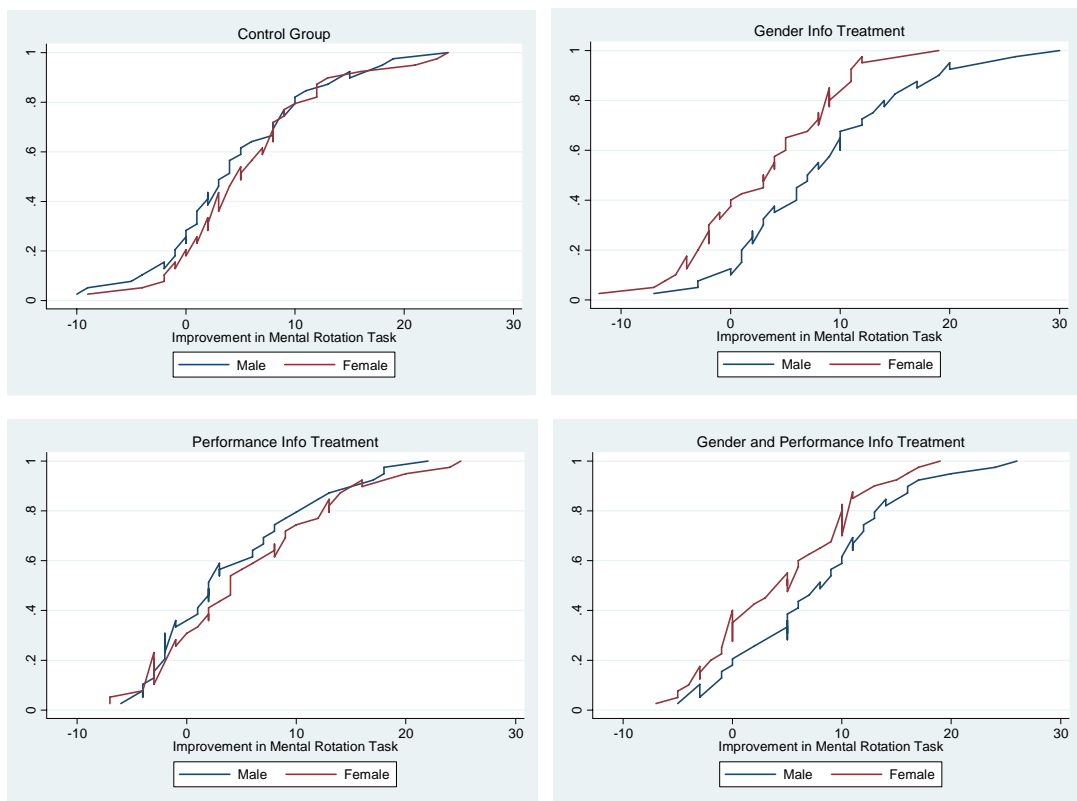 Control Group
1
.8
.6
.4
.2
0
-10 0 10 20 30
Improvement in Mental Rotation Task
Male Female
Gender Info Treatment
1
.8
.6
.4
.2
0
-10 0 10 20 30
Improvement in Mental Rotation Task
Male Female
Performance Info Treatment
1
.8
.6
.4
.2
0
-10 0 10 20 30
Improvement in Mental Rotation Task
Male Female
Gender and Performance Info Treatment
1
.8
.6
.4
.2
0
-10 0 10 20 30
Improvement in Mental Rotation Task
Male Female